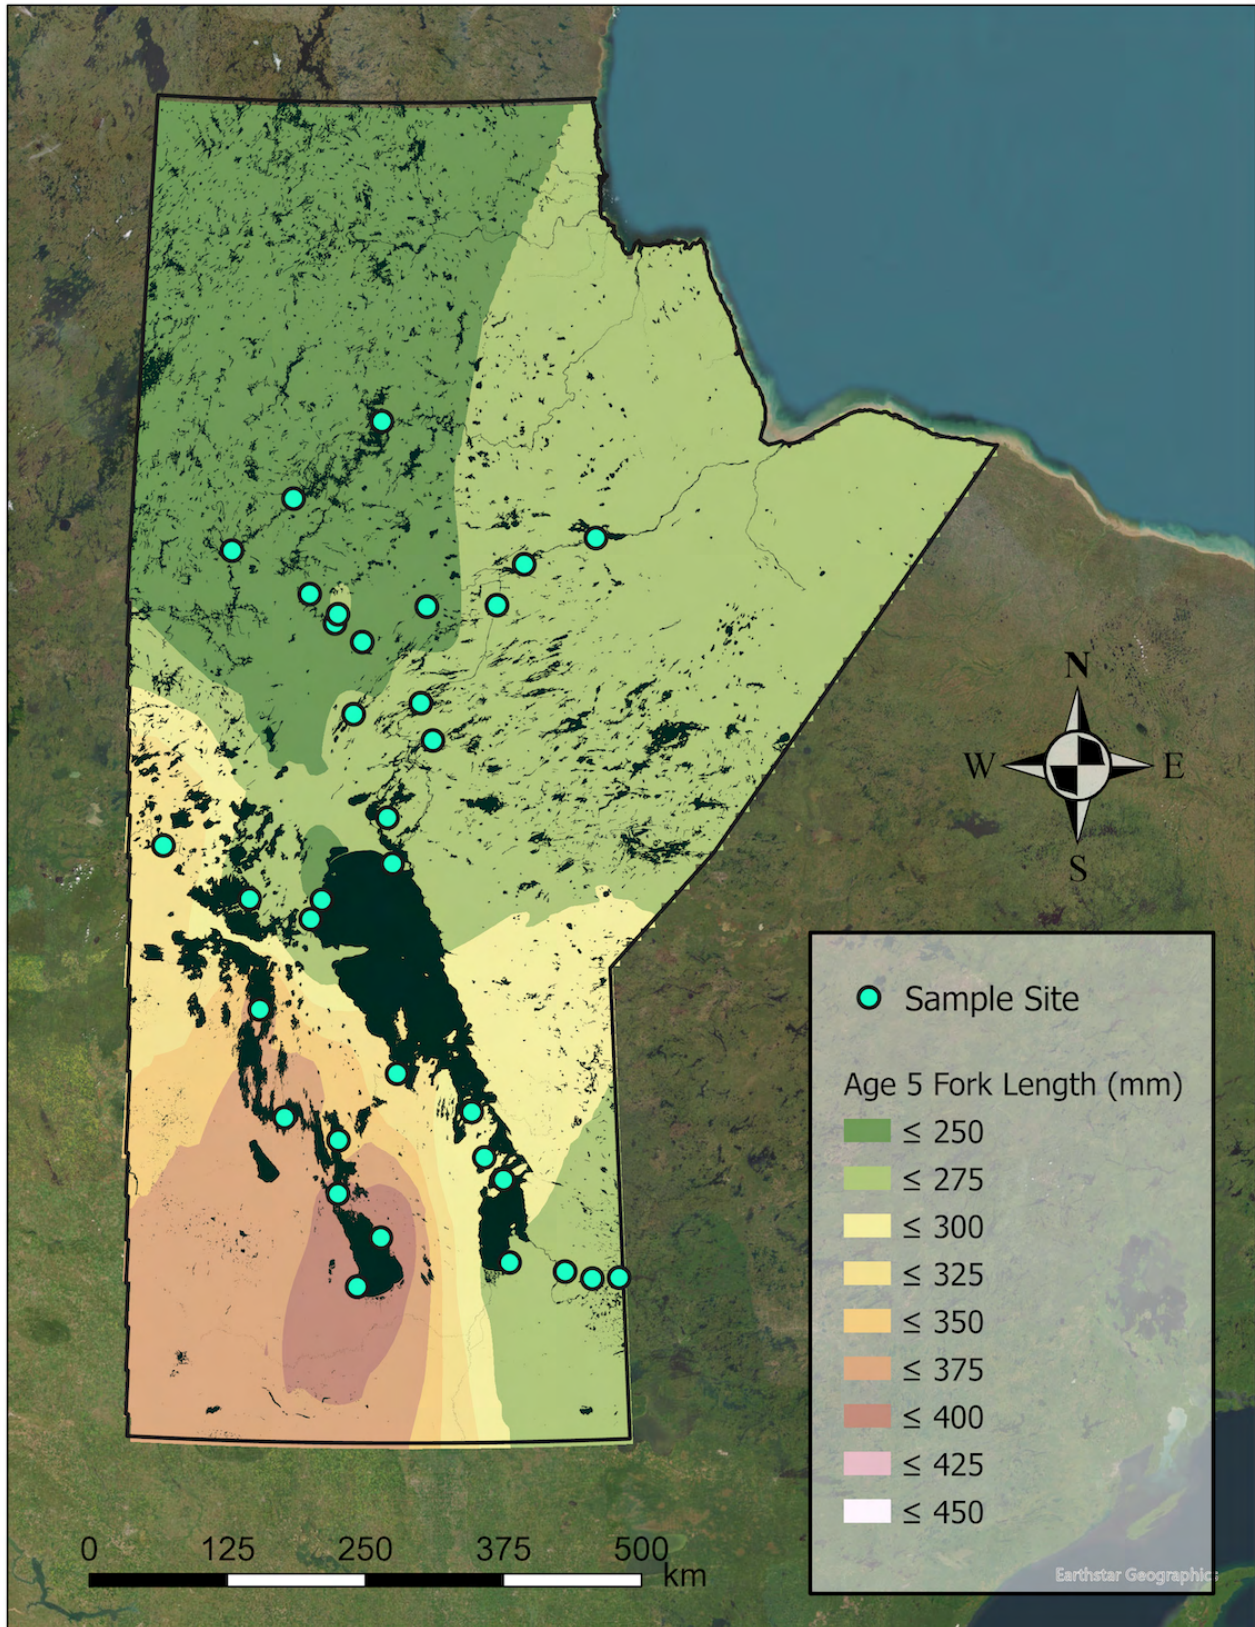 N
W E
S
Sample Site
Age 5 Fork Length (mm)
≤ 250
≤ 275
≤ 300
≤ 325
≤ 350
≤ 375
≤ 400
≤ 425
≤ 450
0 125 250 375 500
km
Earthstar Geographics